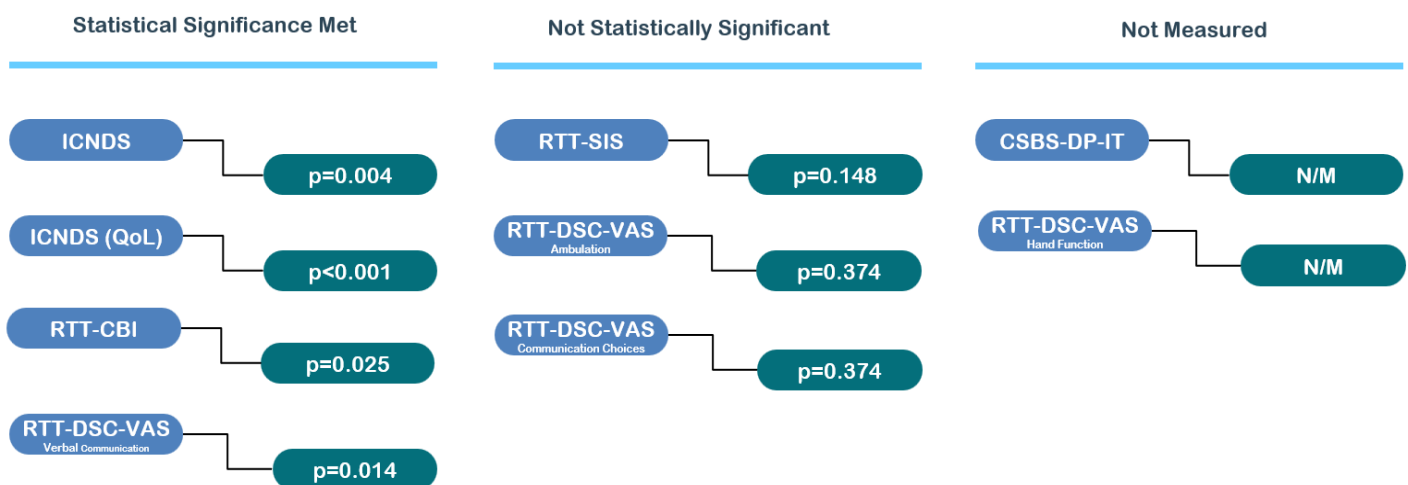 Statistical Significance Met
ICNDS
p=0.004
ICNDS (QoL)
p<0.001
RTT-CBI
p=0.025
RTT-DSC-VAS
Verbal Communication
p=0.014
Not Statistically Significant
RTT-SIS
p=0.148
RTT-DSC-VAS
Ambulation
p=0.374
RTT-DSC-VAS
Communication Choices
p=0.374
Not Measured
CSBS-DP-IT
N/M
RTT-DSC-VAS
Hand Function
N/M